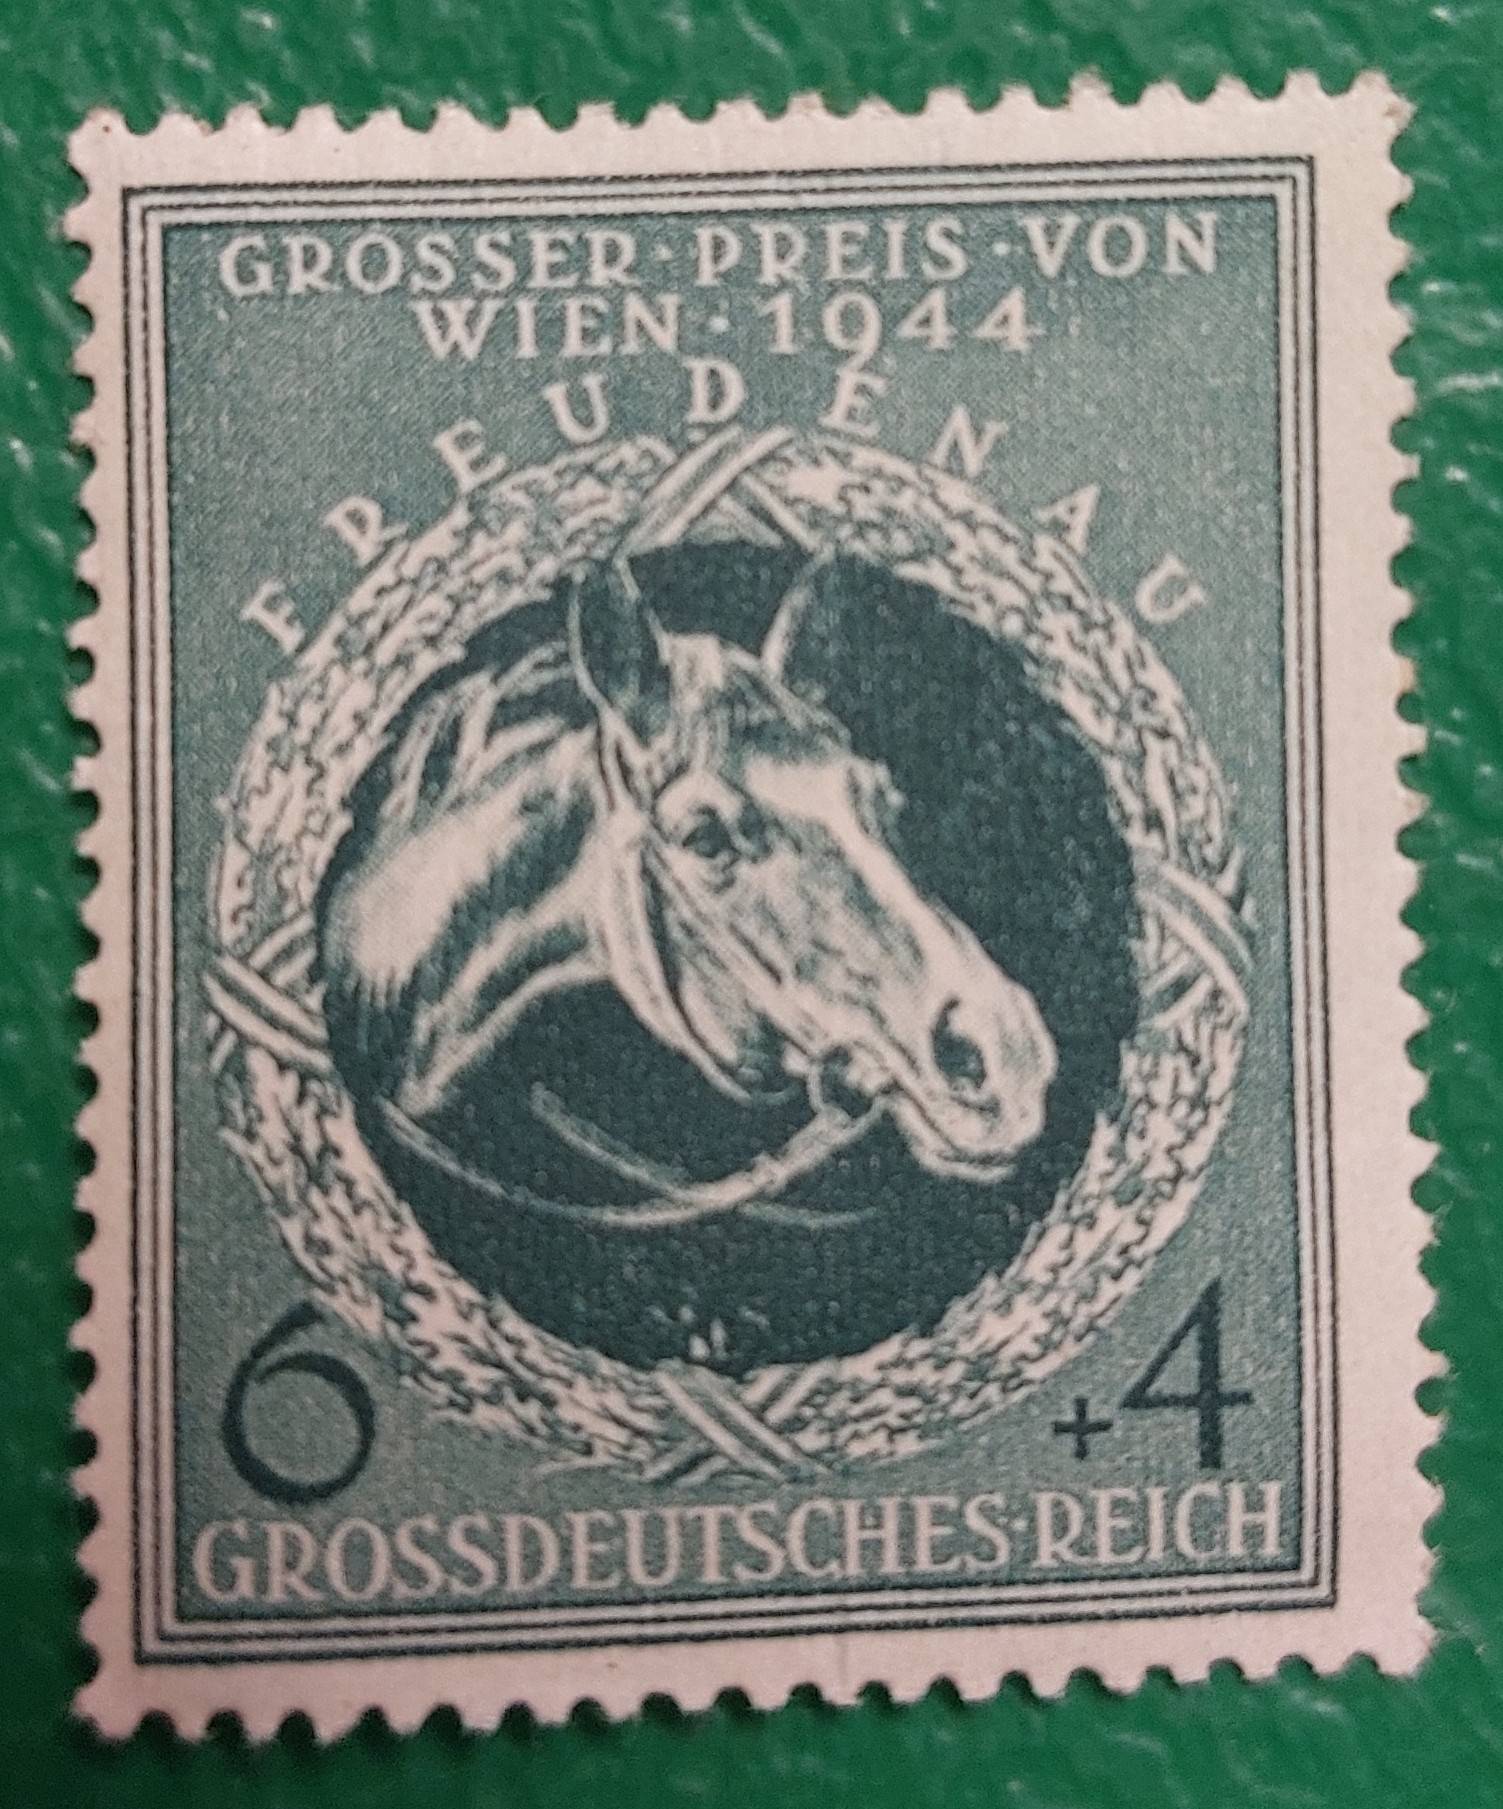 GROSSER·PREIS·VON
WIEN·1944
FREUDENAU
6 +4
GROSSDEUTSCHES·REICH